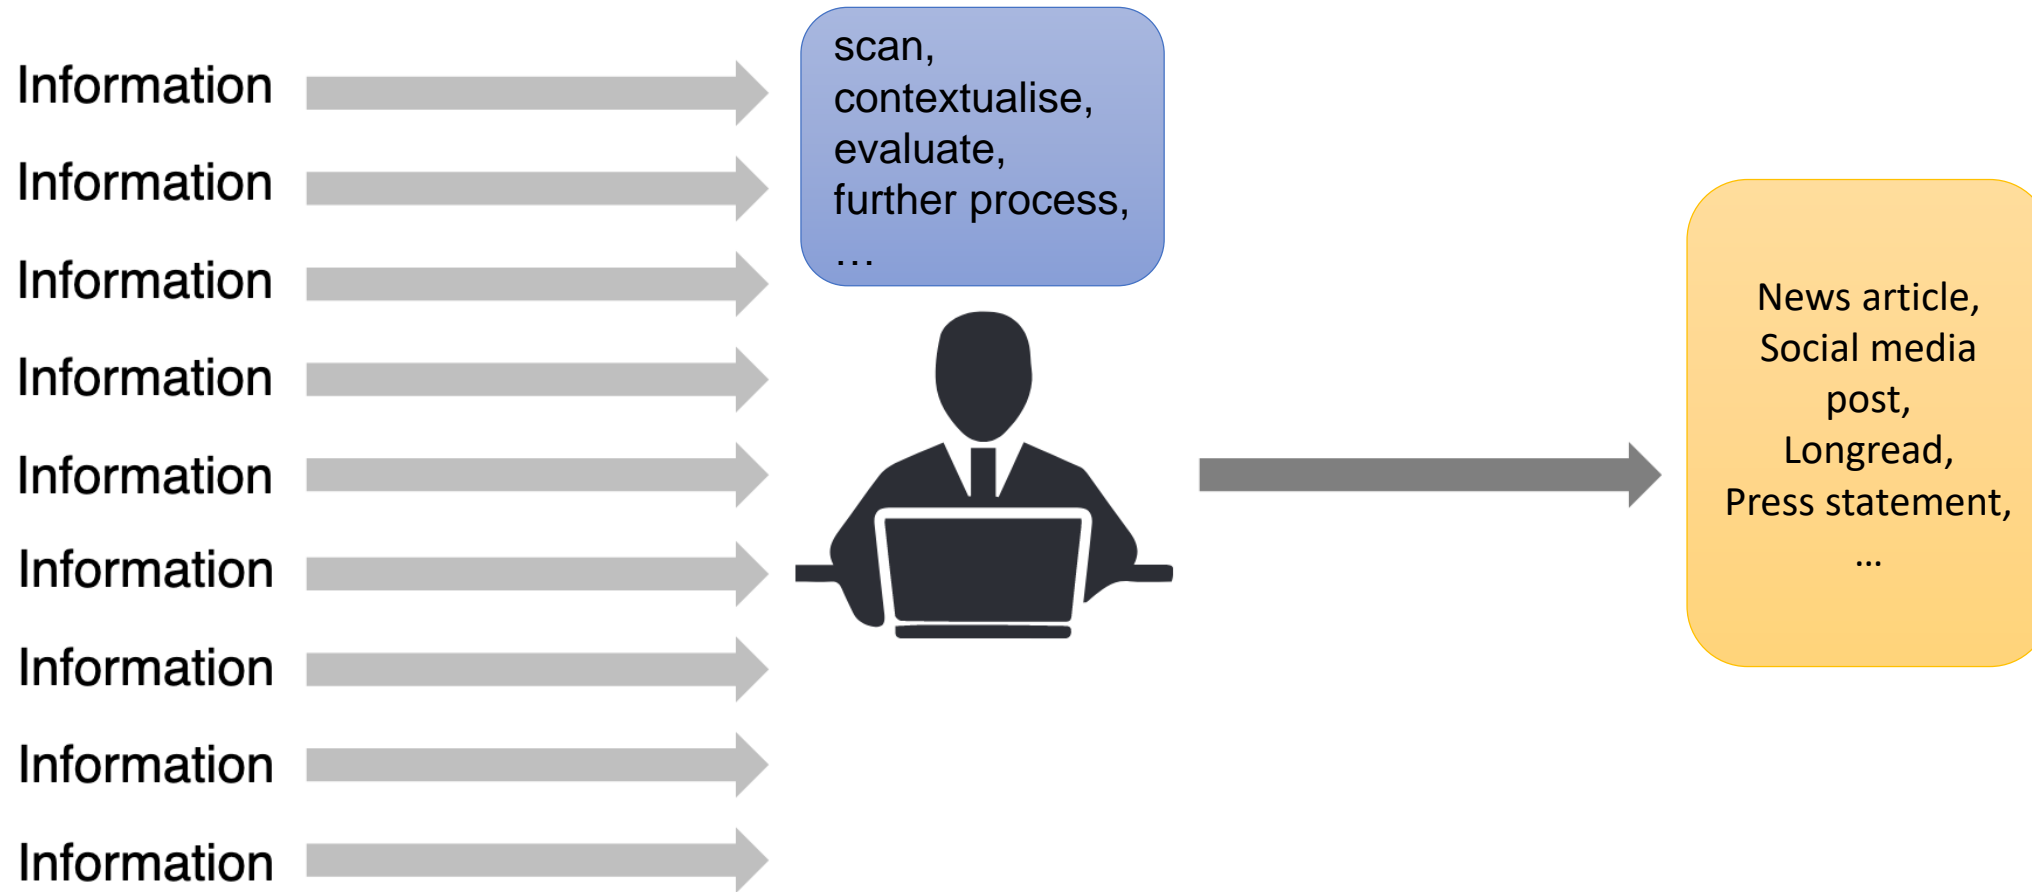 Information
Information
Information
Information
Information
Information
Information
Information
Information
scan,
contextualise,
evaluate,
further process,
…
News article,
Social media
post,
Longread,
Press statement,
…